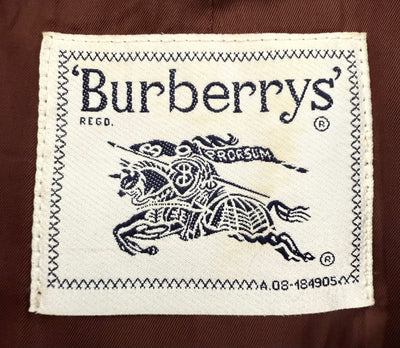 'Burberrys'
REGD. ®
PRORSUM
®
A.08-184905